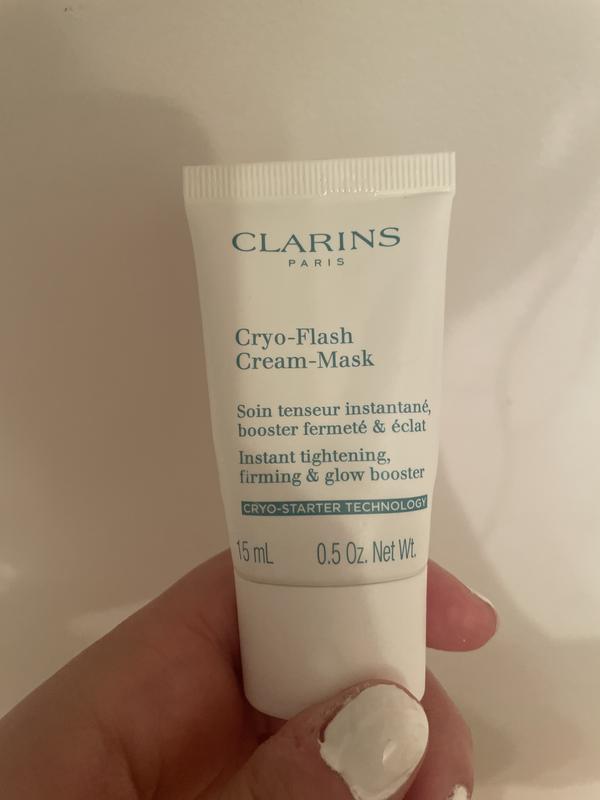 CLARINS
PARIS
Cryo-Flash
Cream-Mask
Soin tenseur instantané,
booster fermeté & éclat
Instant tightening,
firming & glow booster
CRYO-STARTER TECHNOLOGY
15 mL 0.5 Oz. Net Wt.